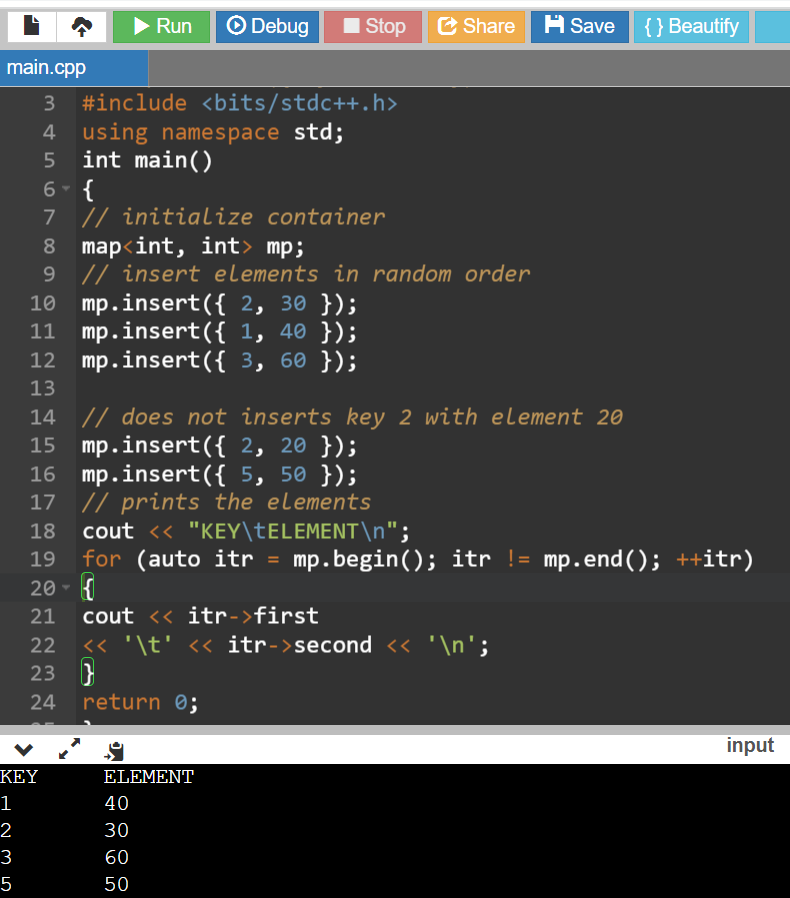 Run Debug Stop Share Save { } Beautify
main.cpp
3 #include <bits/stdc++.h>
4 using namespace std;
5 int main()
6 {
7 // initialize container
8 map<int, int> mp;
9 // insert elements in random order
10 mp.insert({ 2, 30 });
11 mp.insert({ 1, 40 });
12 mp.insert({ 3, 60 });
13
14 // does not inserts key 2 with element 20
15 mp.insert({ 2, 20 });
16 mp.insert({ 5, 50 });
17 // prints the elements
18 cout << "KEY\tELEMENT\n";
19 for (auto itr = mp.begin(); itr != mp.end(); ++itr)
20 {
21 cout << itr->first
22 << '\t' << itr->second << '\n';
23 }
24 return 0;
input
KEY ELEMENT
1 40
2 30
3 60
5 50